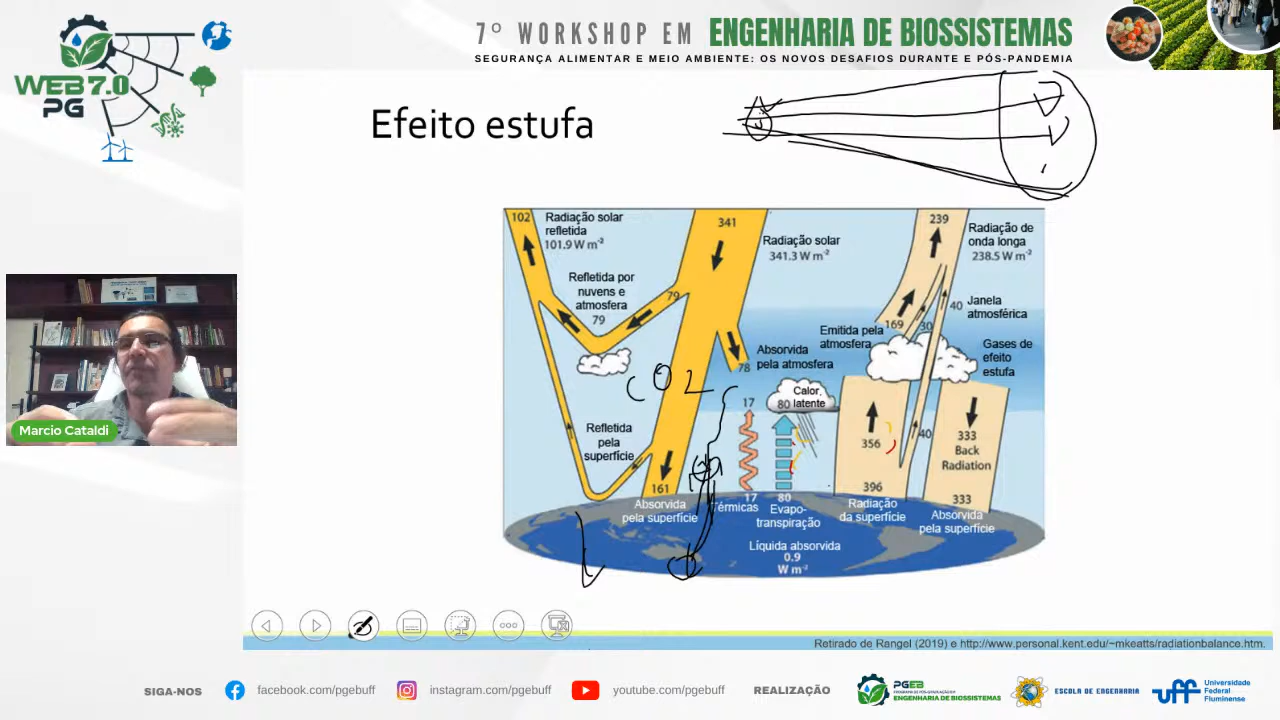 7º WORKSHOP EM ENGENHARIA DE BIOSSISTEMAS
SEGURANÇA ALIMENTAR E MEIO AMBIENTE: OS NOVOS DESAFIOS DURANTE E PÓS-PANDEMIA
WEB 7.0
PG
Efeito estufa
102
Radiação solar
refletida
101.9 W m⁻²
341
Radiação solar
341.3 W m⁻²
239
Radiação de
onda longa
238.5 W m⁻²
Refletida por
nuvens e
atmosfera
79
79
Emitida pela
atmosfera
169
30
40
Janela
atmosférica
Absorvida
pela atmosfera
78
Gases de
efeito
estufa
CO2
17
80
Calor
latente
Refletida
pela
superfície
356
40
333
Back
Radiation
161
Absorvida
pela superfície
17
Térmicas
80
Evapo-
transpiração
396
Radiação
da superfície
333
Absorvida
pela superfície
Líquida absorvida
0.9
W m⁻²
Marcio Cataldi
Retirado de Rangel (2019) e http://www.personal.kent.edu/~mkeatts/radiationbalance.htm.
SIGA-NOS
facebook.com/pgebuff
instagram.com/pgebuff
youtube.com/pgebuff
REALIZAÇÃO
PGEB
ENGENHARIA DE BIOSSISTEMAS
ESCOLA DE ENGENHARIA
uff
Universidade
Federal
Fluminense